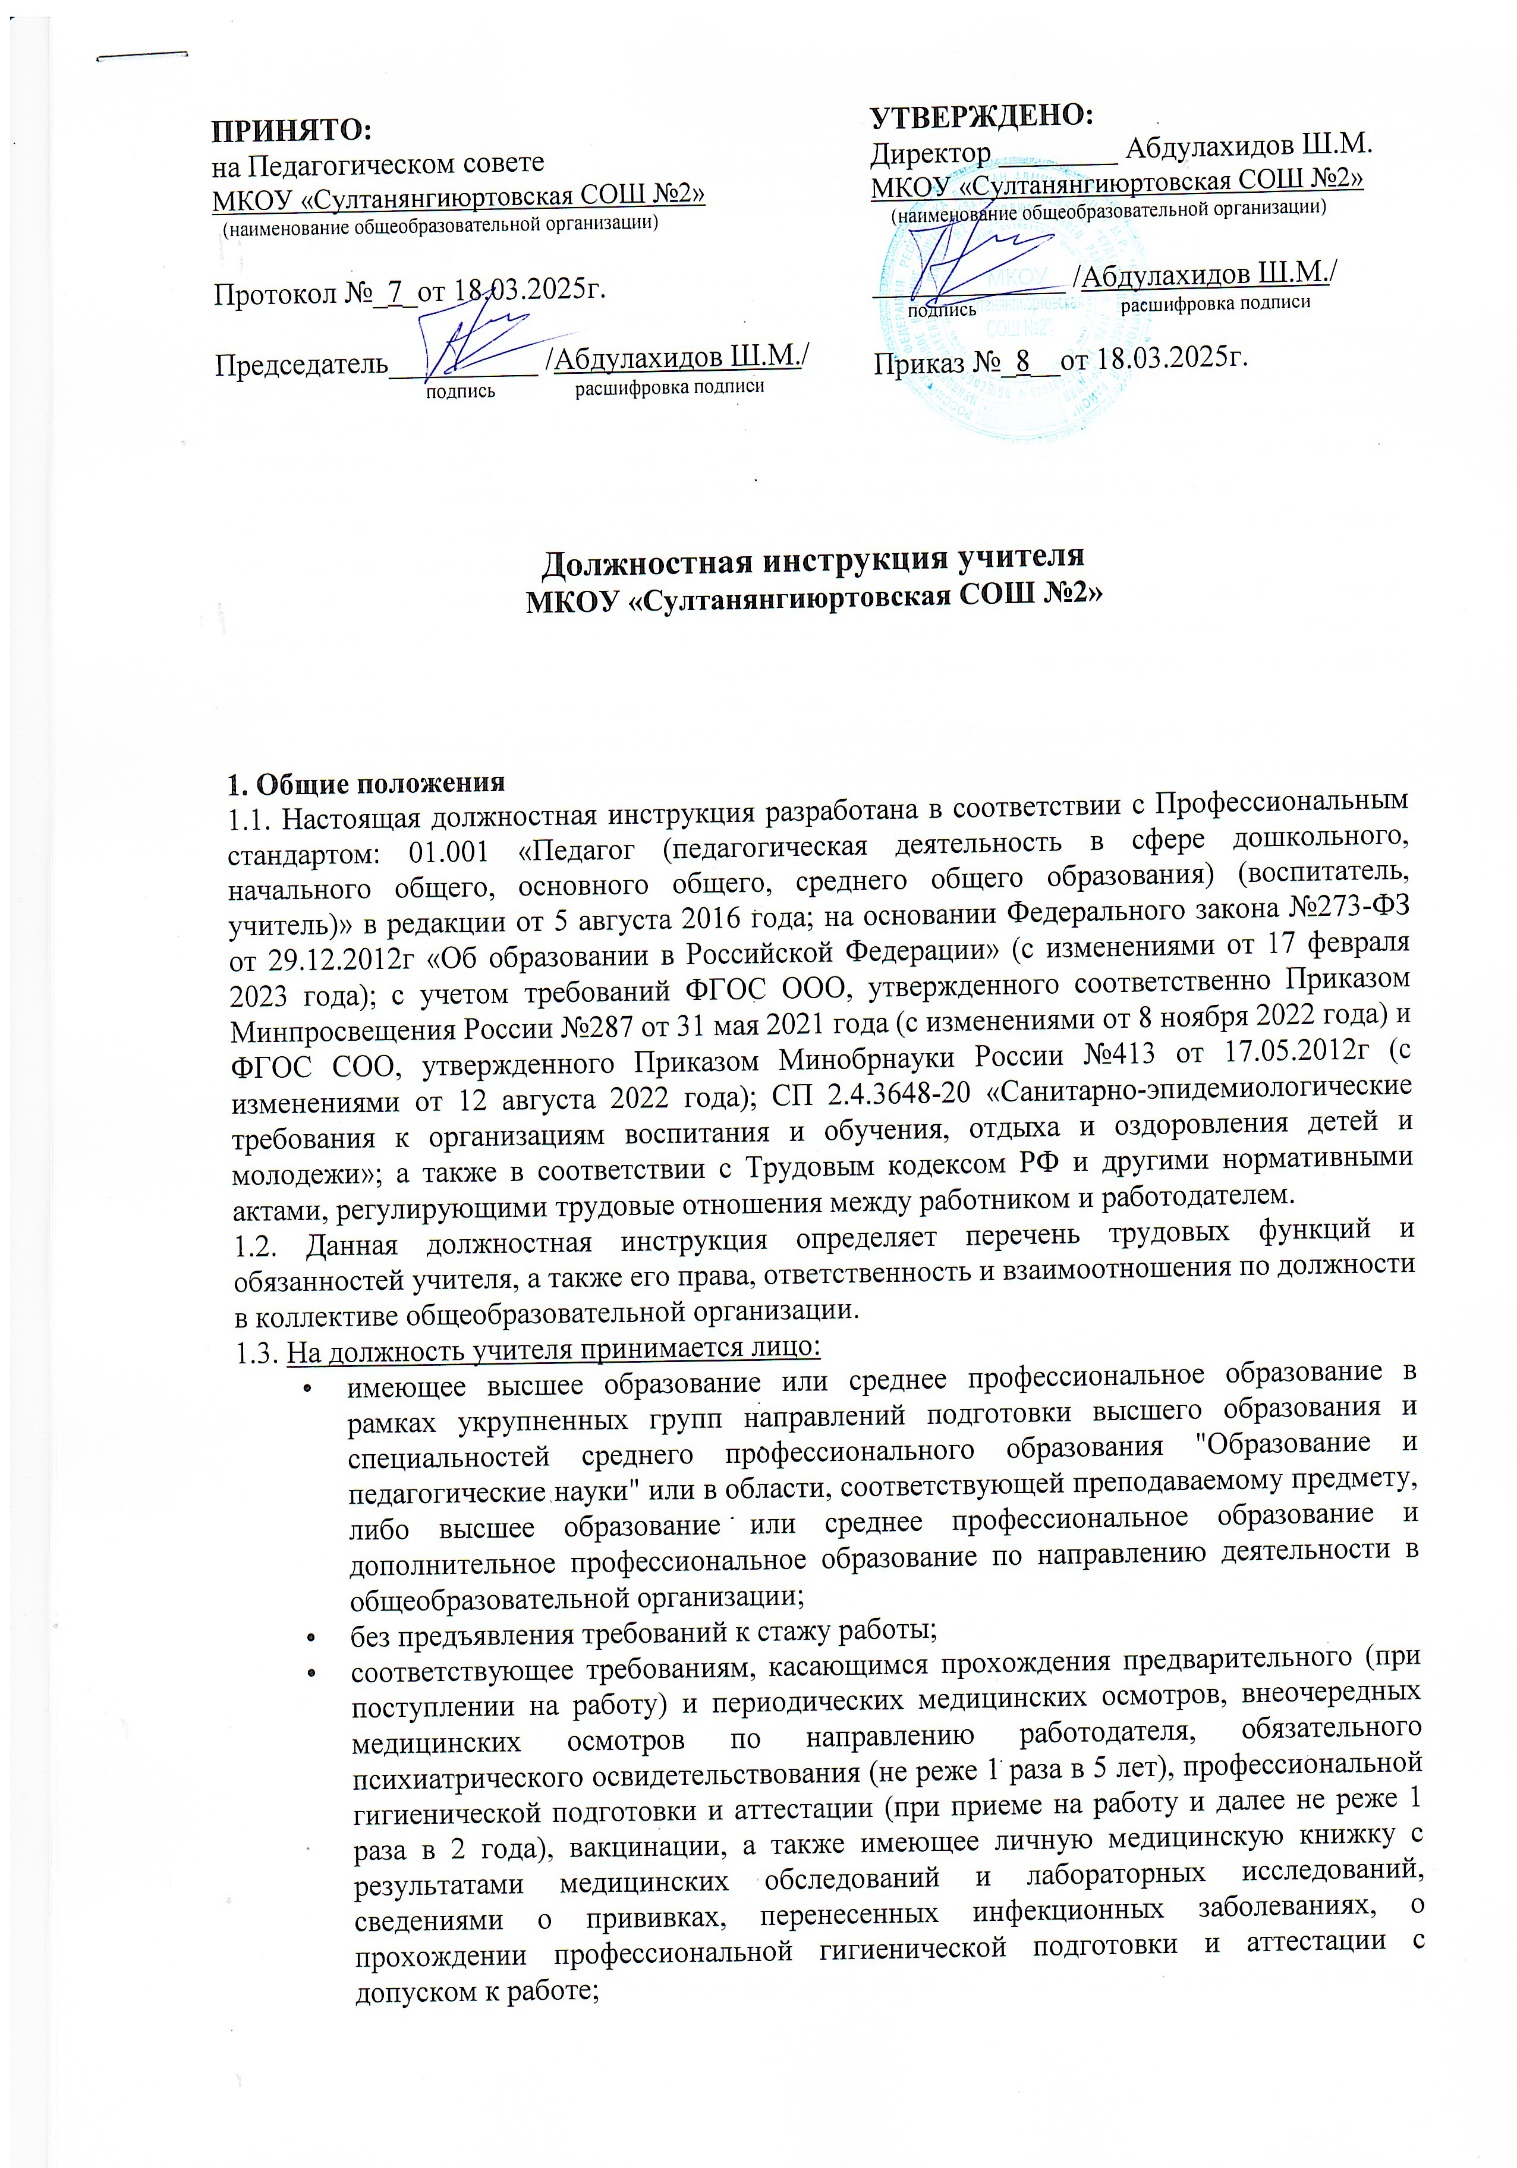 ПРИНЯТО:
на Педагогическом совете
МКОУ «Султанянгиюртовская СОШ №2»
(наименование общеобразовательной организации)
Протокол №_7_от 18.03.2025г.
Председатель___________ /Абдулахидов Ш.М./
подпись расшифровка подписи
УТВЕРЖДЕНО:
Директор ________ Абдулахидов Ш.М.
МКОУ «Султанянгиюртовская СОШ №2»
(наименование общеобразовательной организации)
______________ /Абдулахидов Ш.М./
подпись расшифровка подписи
Приказ №_8__от 18.03.2025г.
МКОУ
СОШ №2
Должностная инструкция учителя
МКОУ «Султанянгиюртовская СОШ №2»
1. Общие положения
1.1. Настоящая должностная инструкция разработана в соответствии с Профессиональным
стандартом: 01.001 «Педагог (педагогическая деятельность в сфере дошкольного,
начального общего, основного общего, среднего общего образования) (воспитатель,
учитель)» в редакции от 5 августа 2016 года; на основании Федерального закона №273-ФЗ
от 29.12.2012г «Об образовании в Российской Федерации» (с изменениями от 17 февраля
2023 года); с учетом требований ФГОС ООО, утвержденного соответственно Приказом
Минпросвещения России №287 от 31 мая 2021 года (с изменениями от 8 ноября 2022 года) и
ФГОС СОО, утвержденного Приказом Минобрнауки России №413 от 17.05.2012г (с
изменениями от 12 августа 2022 года); СП 2.4.3648-20 «Санитарно-эпидемиологические
требования к организациям воспитания и обучения, отдыха и оздоровления детей и
молодежи»; а также в соответствии с Трудовым кодексом РФ и другими нормативными
актами, регулирующими трудовые отношения между работником и работодателем.
1.2. Данная должностная инструкция определяет перечень трудовых функций и
обязанностей учителя, а также его права, ответственность и взаимоотношения по должности
в коллективе общеобразовательной организации.
1.3. На должность учителя принимается лицо:
• имеющее высшее образование или среднее профессиональное образование в
рамках укрупненных групп направлений подготовки высшего образования и
специальностей среднего профессионального образования "Образование и
педагогические науки" или в области, соответствующей преподаваемому предмету,
либо высшее образование или среднее профессиональное образование и
дополнительное профессиональное образование по направлению деятельности в
общеобразовательной организации;
• без предъявления требований к стажу работы;
• соответствующее требованиям, касающимся прохождения предварительного (при
поступлении на работу) и периодических медицинских осмотров, внеочередных
медицинских осмотров по направлению работодателя, обязательного
психиатрического освидетельствования (не реже 1 раза в 5 лет), профессиональной
гигиенической подготовки и аттестации (при приеме на работу и далее не реже 1
раза в 2 года), вакцинации, а также имеющее личную медицинскую книжку с
результатами медицинских обследований и лабораторных исследований,
сведениями о прививках, перенесенных инфекционных заболеваниях, о
прохождении профессиональной гигиенической подготовки и аттестации с
допуском к работе;